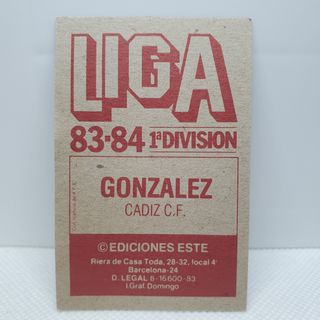 LIGA
83-84 1ª DIVISION
GONZALEZ
CADIZ C.F.
© EDICIONES ESTE
Riera de Casa Toda, 28-32, local 4
Barcelona-24
D. LEGAL B-16600-83
I.Graf. Domingo